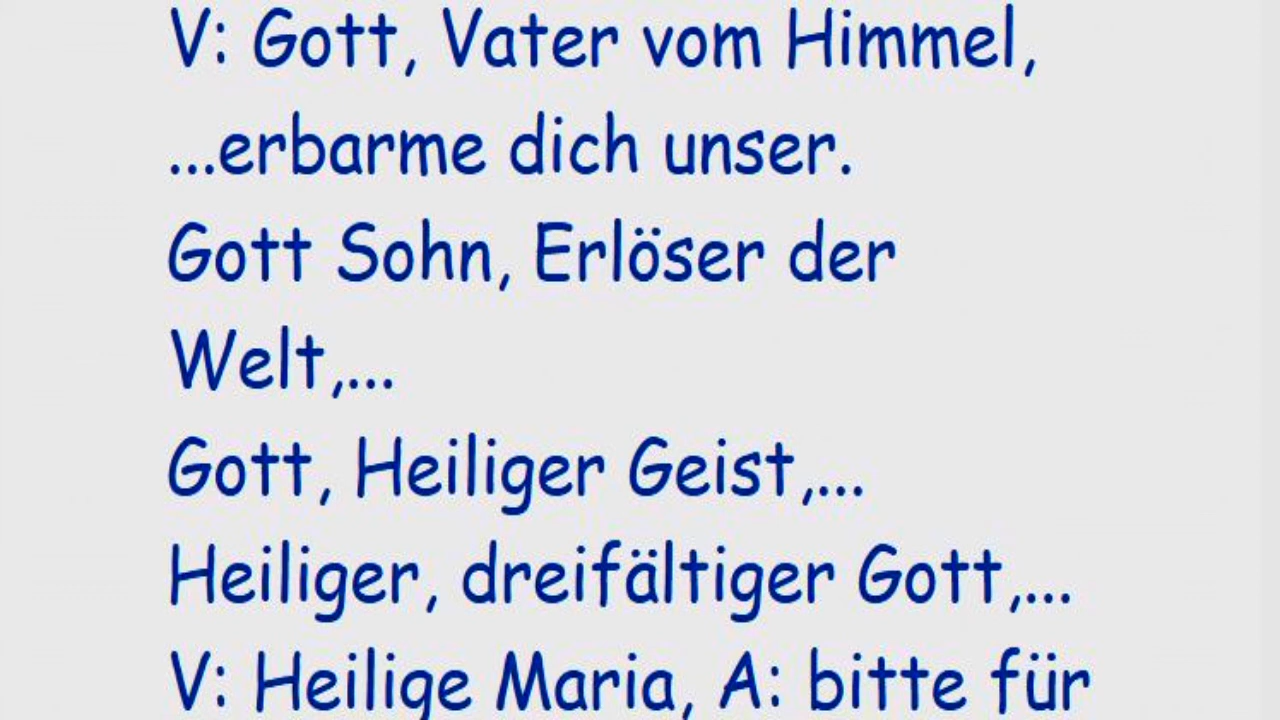 V: Gott, Vater vom Himmel,
...erbarme dich unser.
Gott Sohn, Erlöser der
Welt,...
Gott, Heiliger Geist,...
Heiliger, dreifältiger Gott,...
V: Heilige Maria, A: bitte für